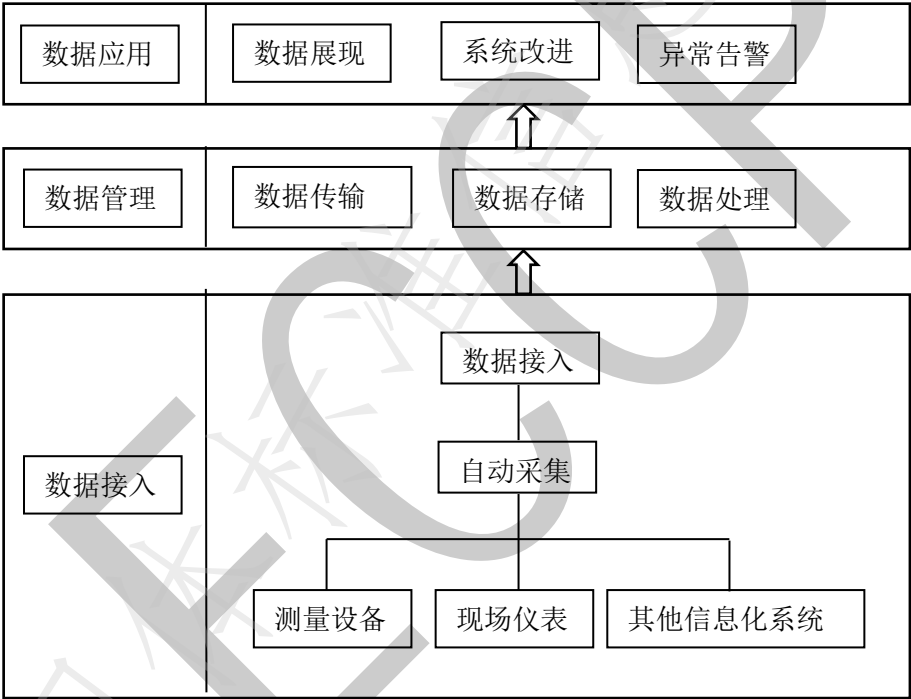 数据应用
数据展现
系统改进
异常告警
数据管理
数据传输
数据存储
数据处理
数据接入
数据接入
自动采集
测量设备
现场仪表
其他信息化系统